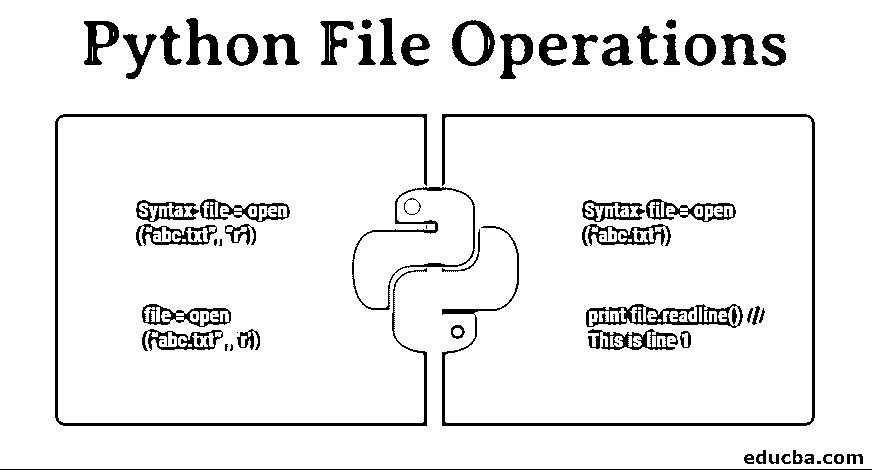 Python File Operations
Syntax file = open
("abc.txt",, "r")
file = open
("abc.txt" ,, 'r')
Syntax file = open
("abc.txt")
print file.readline() //
This is line 1
educba.com